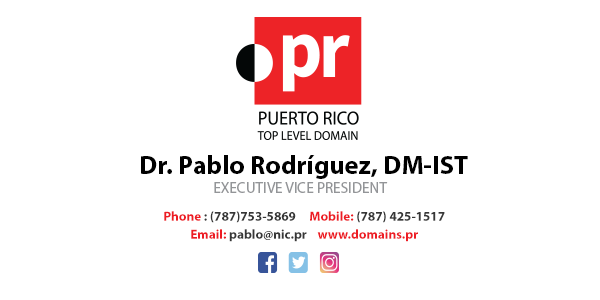 .pr
PUERTO RICO
TOP LEVEL DOMAIN
Dr. Pablo Rodríguez, DM-IST
EXECUTIVE VICE PRESIDENT
Phone : (787)753-5869 Mobile: (787) 425-1517
Email: pablo@nic.pr www.domains.pr